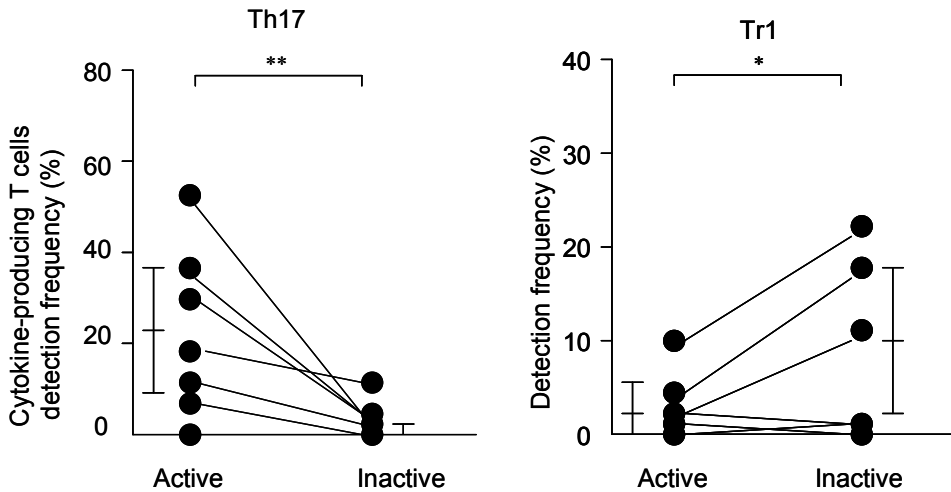 Th17
**
Cytokine-producing T cells
detection frequency (%)
80
60
40
20
0
Active
Inactive
Tr1
*
Detection frequency (%)
40
30
20
10
0
Active
Inactive